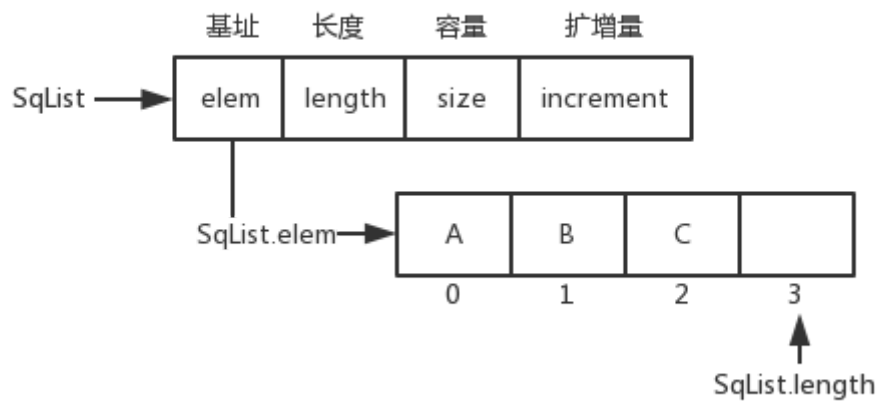 基址 长度 容量 扩增量
SqList elem length size increment
SqList.elem A B C
0 1 2 3
SqList.length